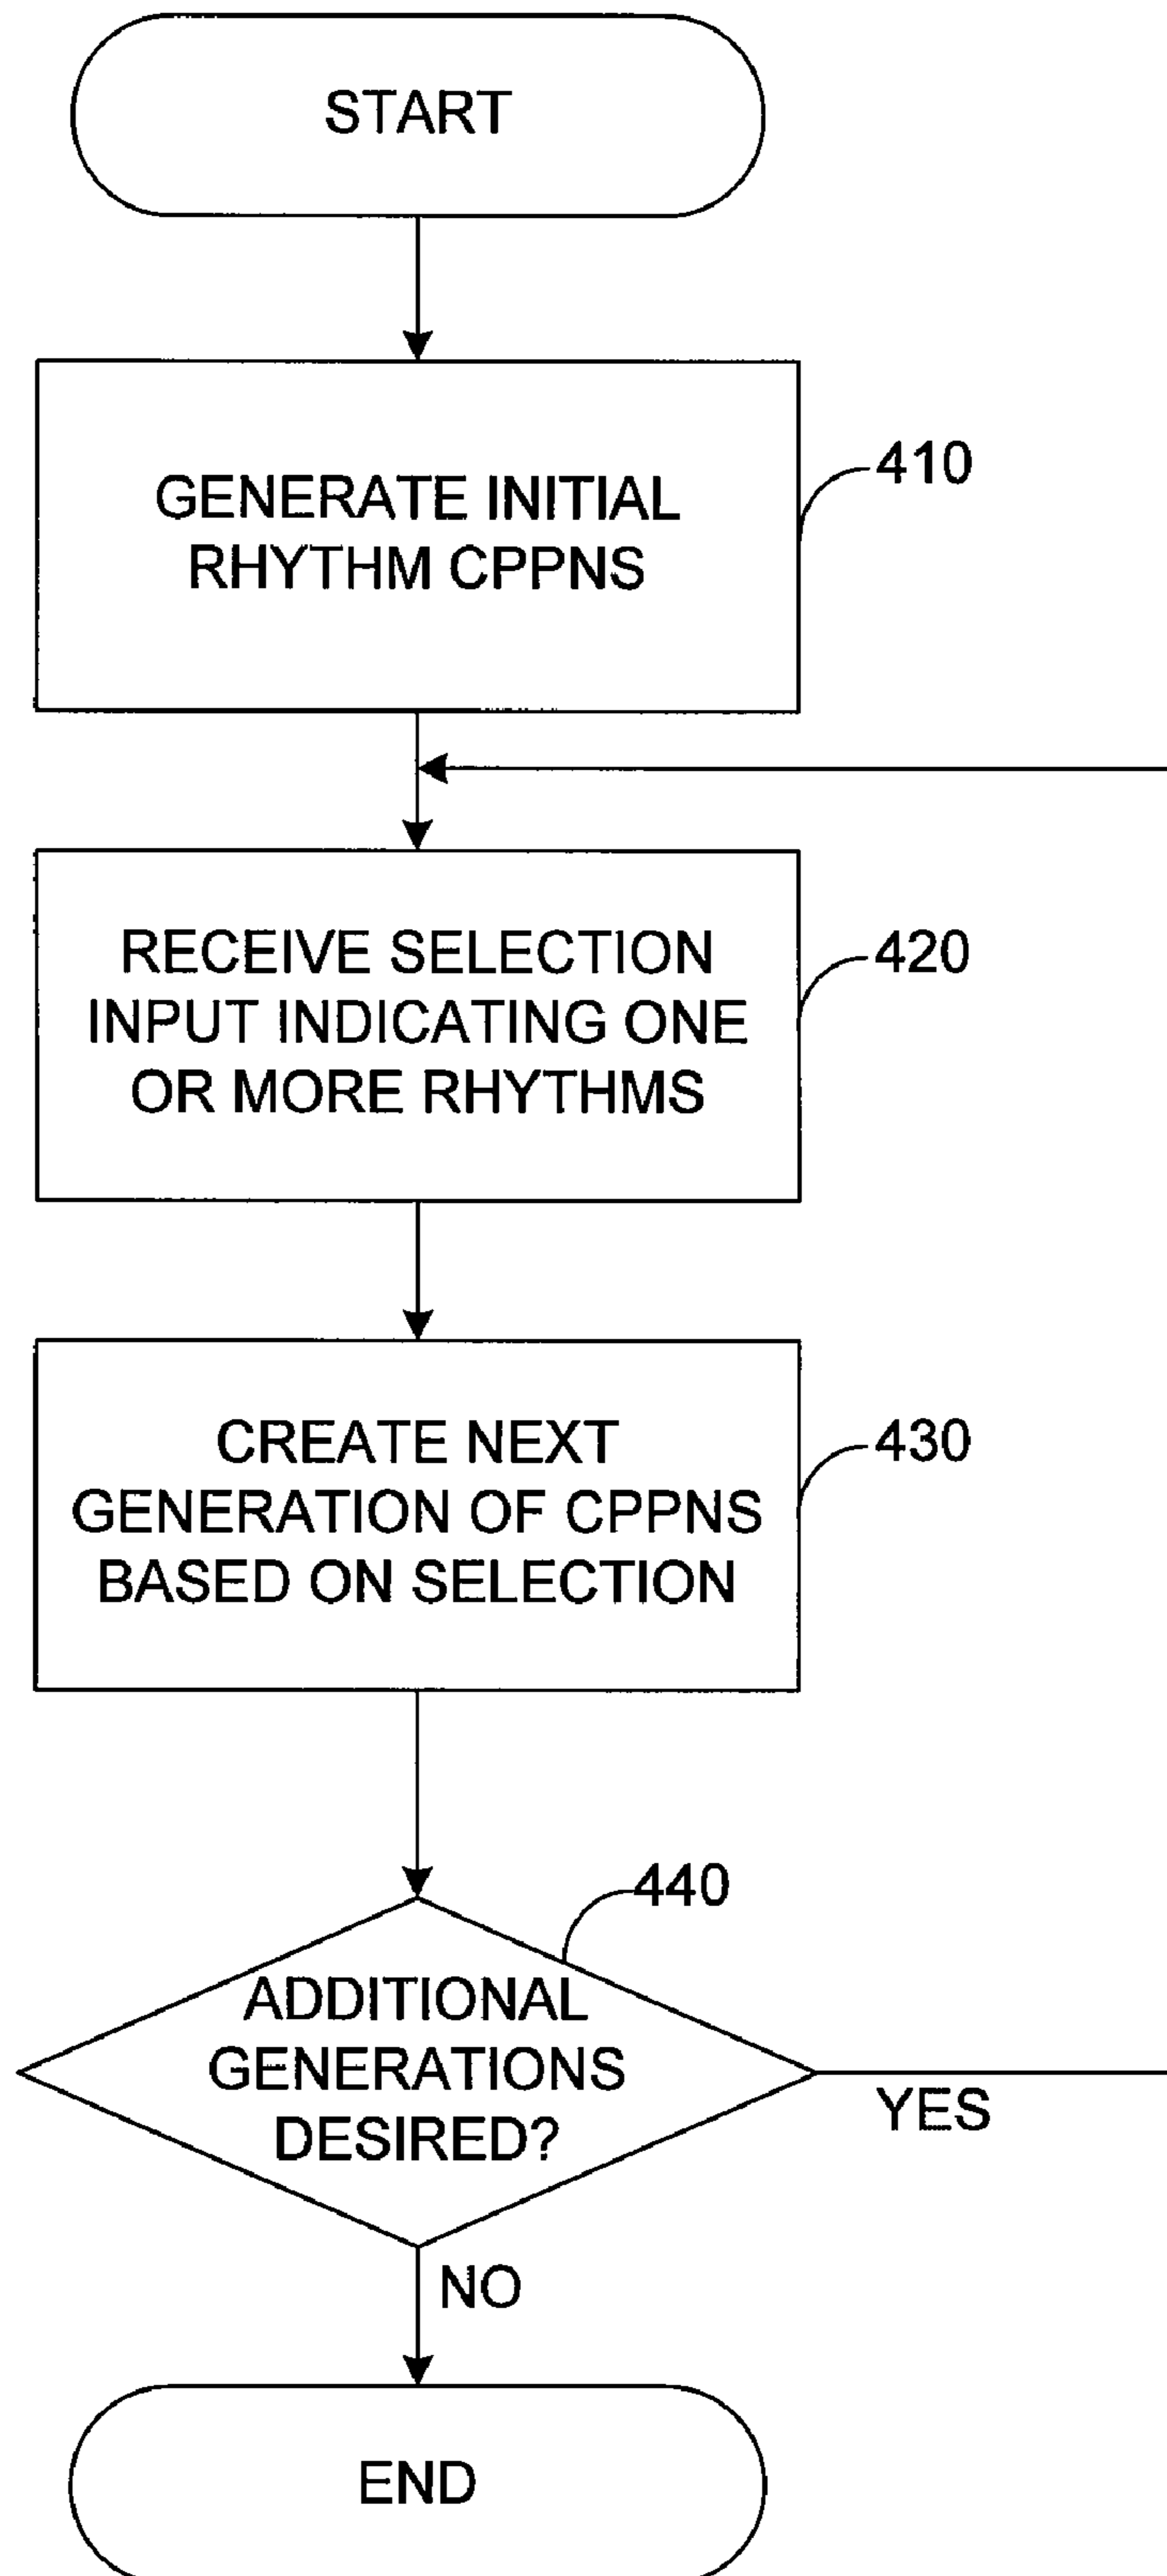 START
GENERATE INITIAL
RHYTHM CPPNS
410
RECEIVE SELECTION
INPUT INDICATING ONE
OR MORE RHYTHMS
420
CREATE NEXT
GENERATION OF CPPNS
BASED ON SELECTION
430
440
ADDITIONAL
GENERATIONS
DESIRED?
YES
NO
END